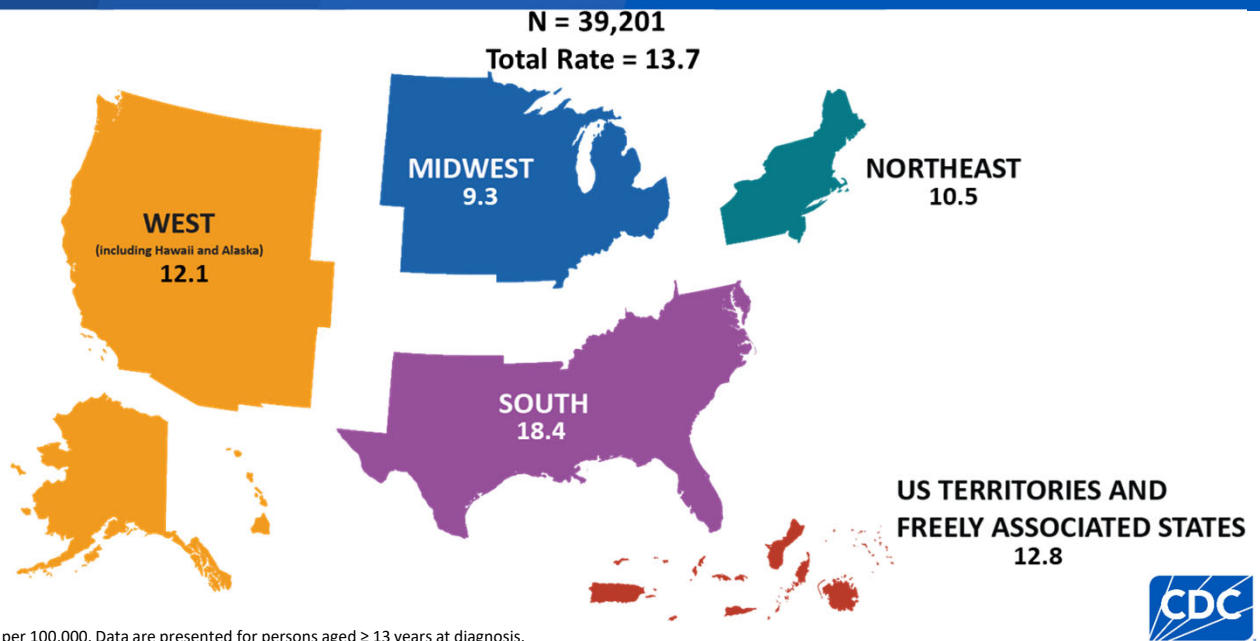 N = 39,201
Total Rate = 13.7
MIDWEST
9.3
NORTHEAST
10.5
WEST
(including Hawaii and Alaska)
12.1
SOUTH
18.4
US TERRITORIES AND
FREELY ASSOCIATED STATES
12.8
CDC
per 100,000. Data are presented for persons aged ≥ 13 years at diagnosis.